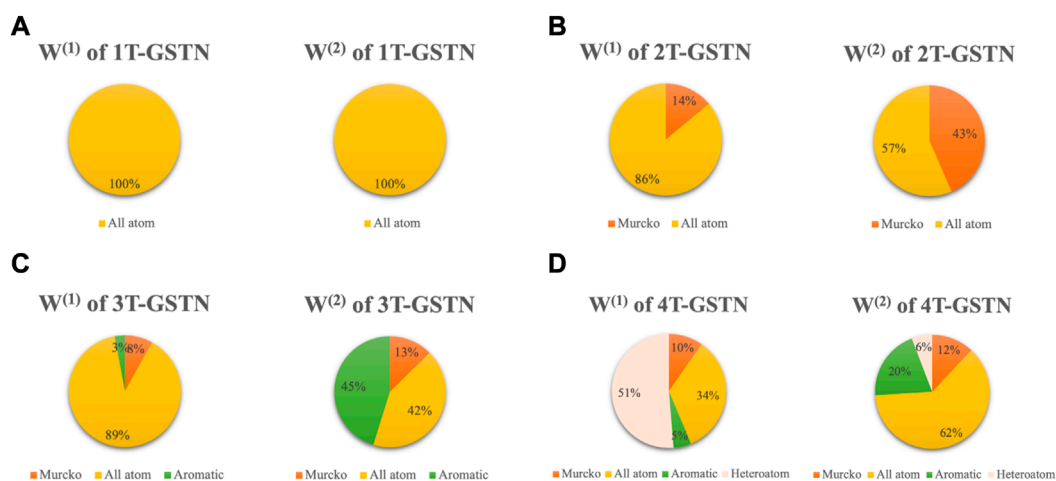 A
B
W(1) of 1T-GSTN
W(2) of 1T-GSTN
W(1) of 2T-GSTN
W(2) of 2T-GSTN
100%
100%
14%
86%
43%
57%
All atom
All atom
Murcko All atom
Murcko All atom
C
D
W(1) of 3T-GSTN
W(2) of 3T-GSTN
W(1) of 4T-GSTN
W(2) of 4T-GSTN
3%
8%
89%
13%
45%
42%
10%
51%
34%
5%
6%
12%
20%
62%
Murcko All atom Aromatic
Murcko All atom Aromatic
Murcko All atom Aromatic Heteroatom
Murcko All atom Aromatic Heteroatom